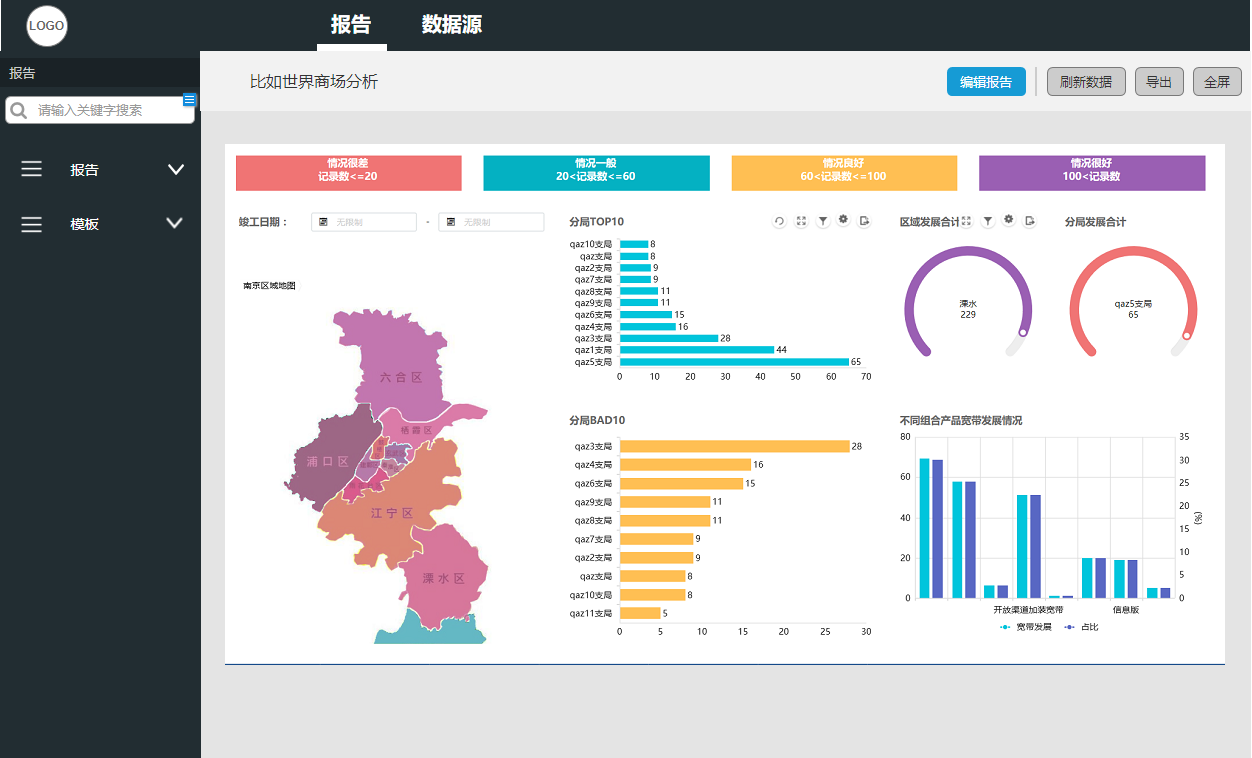 LOGO
报告
数据源
报告
请输入关键字搜索
报告
模板
比如世界商场分析
编辑报告
刷新数据
导出
全屏
情况很差
记录数<=20
情况一般
20<记录数<=60
情况良好
60<记录数<=100
情况很好
100<记录数
竣工日期：
无限制
-
无限制
南京区域地图
六合区
栖霞区
浦口区
江宁区
溧水区
分局TOP10
qaz10支局 8
qaz支局 8
qaz2支局 9
qaz7支局 9
qaz8支局 11
qaz9支局 11
qaz6支局 15
qaz4支局 16
qaz3支局 28
qaz1支局 44
qaz5支局 65
0 10 20 30 40 50 60 70
区域发展合计
溧水
229
分局发展合计
qaz5支局
65
分局BAD10
qaz3支局 28
qaz4支局 16
qaz6支局 15
qaz9支局 11
qaz8支局 11
qaz7支局 9
qaz2支局 9
qaz支局 8
qaz10支局 8
qaz11支局 5
0 5 10 15 20 25 30
不同组合产品宽带发展情况
80
60
40
20
0
35
30
25
20
15
10
5
0
(%)
开放渠道加装宽带 信息版
宽带发展 占比